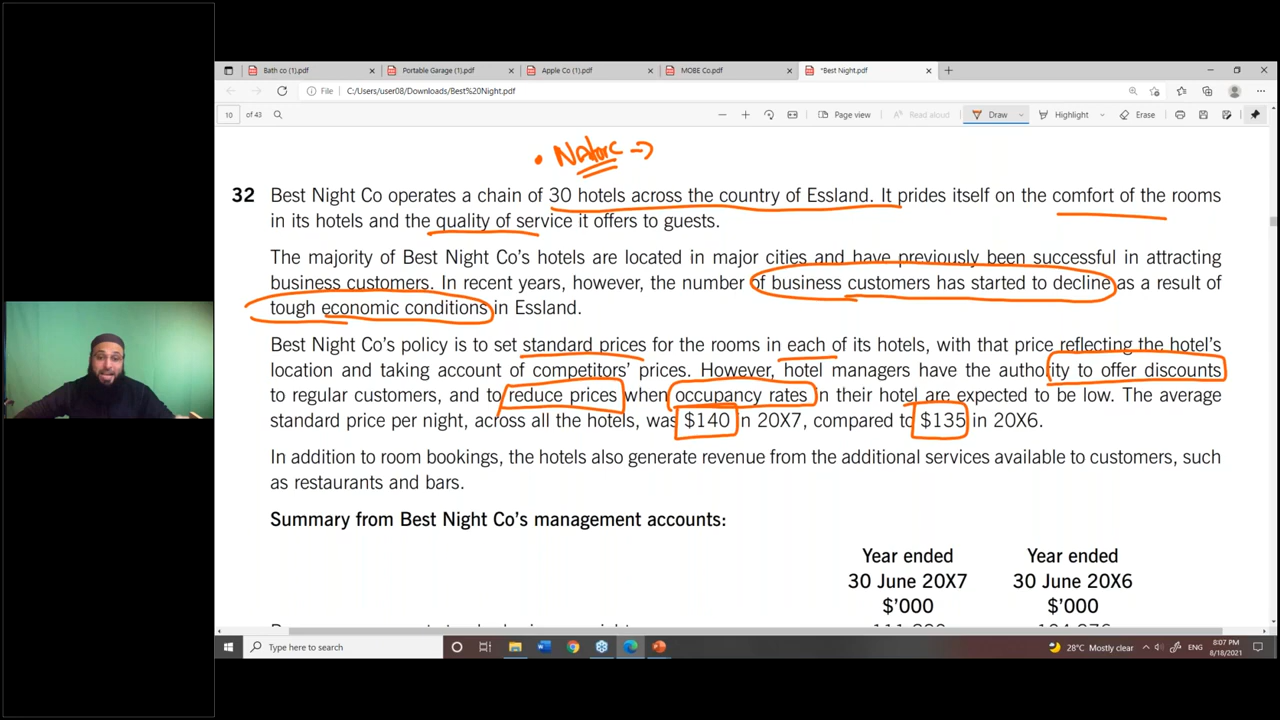 Bath co (1).pdf
Portable Garage (1).pdf
Apple Co (1).pdf
MOBE Co.pdf
*Best Night.pdf
File C:/Users/user08/Downloads/Best%20Night.pdf
10 of 43
Page view
Read aloud
Draw
Highlight
Erase
32 Best Night Co operates a chain of 30 hotels across the country of Essland. It prides itself on the comfort of the rooms
in its hotels and the quality of service it offers to guests.
The majority of Best Night Co's hotels are located in major cities and have previously been successful in attracting
business customers. In recent years, however, the number of business customers has started to decline as a result of
tough economic conditions in Essland.
Best Night Co's policy is to set standard prices for the rooms in each of its hotels, with that price reflecting the hotel's
location and taking account of competitors' prices. However, hotel managers have the authority to offer discounts
to regular customers, and to reduce prices when occupancy rates in their hotel are expected to be low. The average
standard price per night, across all the hotels, was $140 in 20X7, compared to $135 in 20X6.
In addition to room bookings, the hotels also generate revenue from the additional services available to customers, such
as restaurants and bars.
Summary from Best Night Co's management accounts:
Year ended Year ended
30 June 20X7 30 June 20X6
$'000 $'000
Type here to search
28°C Mostly clear
ENG
8:07 PM
8/18/2021